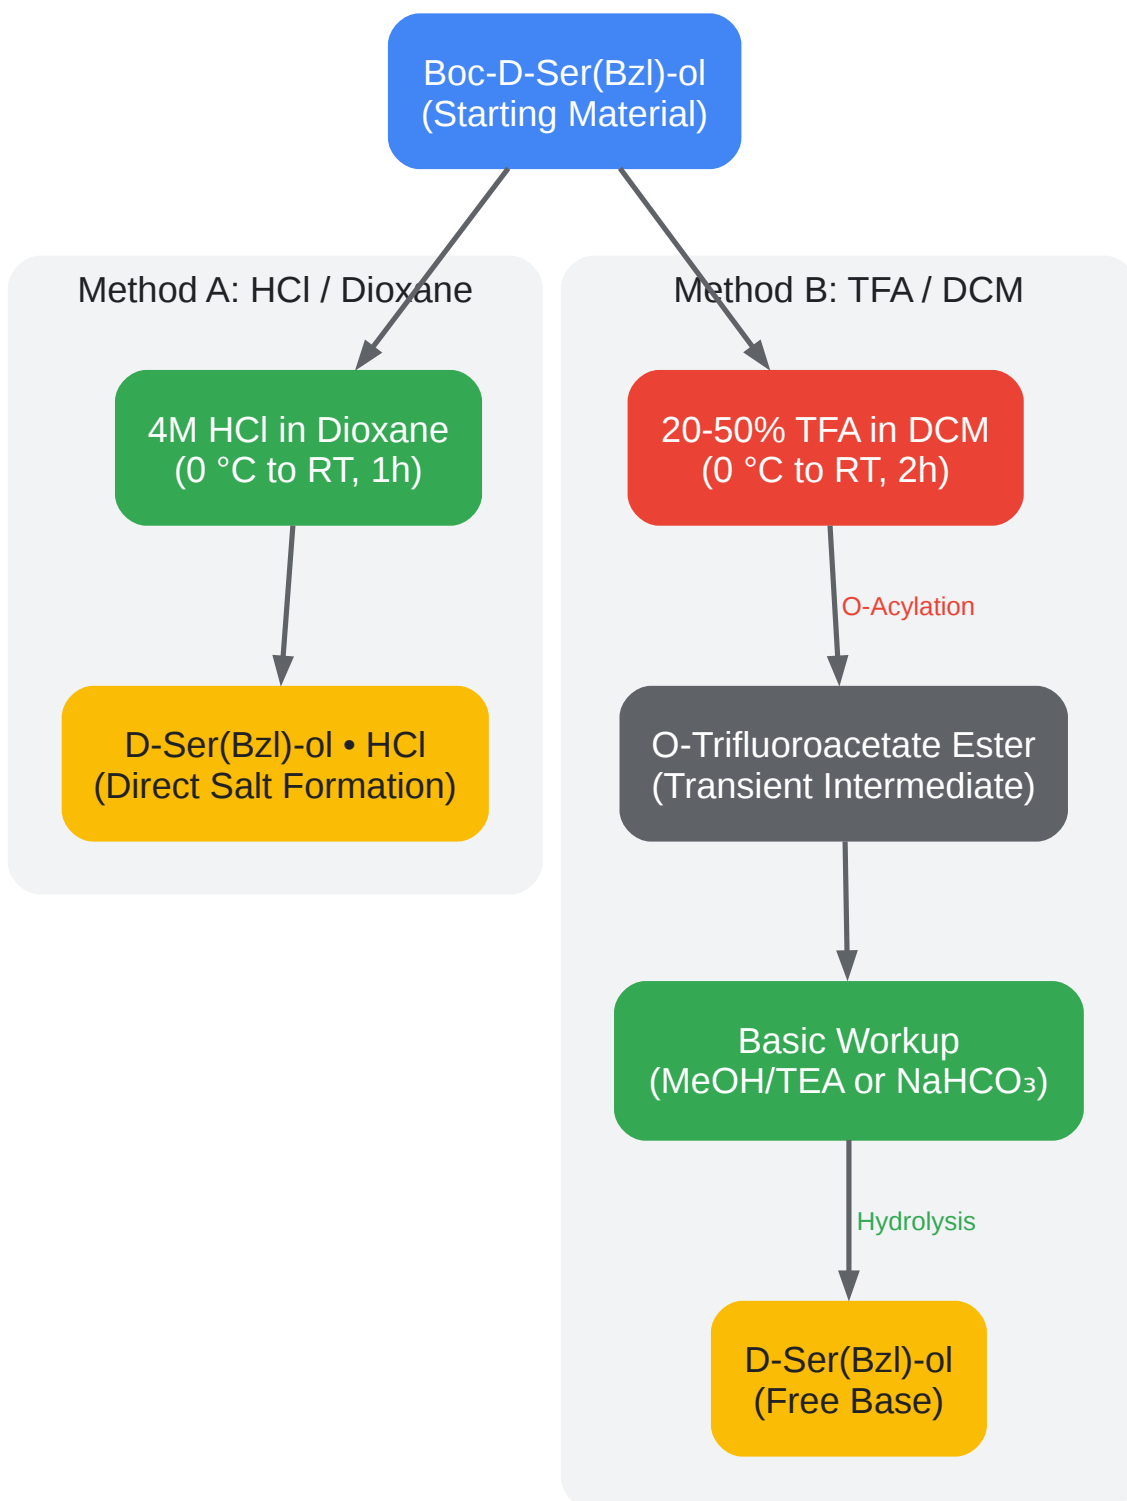 Boc-D-Ser(Bzl)-ol
(Starting Material)
Method A: HCl / Dioxane
4M HCl in Dioxane
(0 °C to RT, 1h)
D-Ser(Bzl)-ol • HCl
(Direct Salt Formation)
Method B: TFA / DCM
20-50% TFA in DCM
(0 °C to RT, 2h)
O-Acylation
O-Trifluoroacetate Ester
(Transient Intermediate)
Basic Workup
(MeOH/TEA or NaHCO₃)
Hydrolysis
D-Ser(Bzl)-ol
(Free Base)